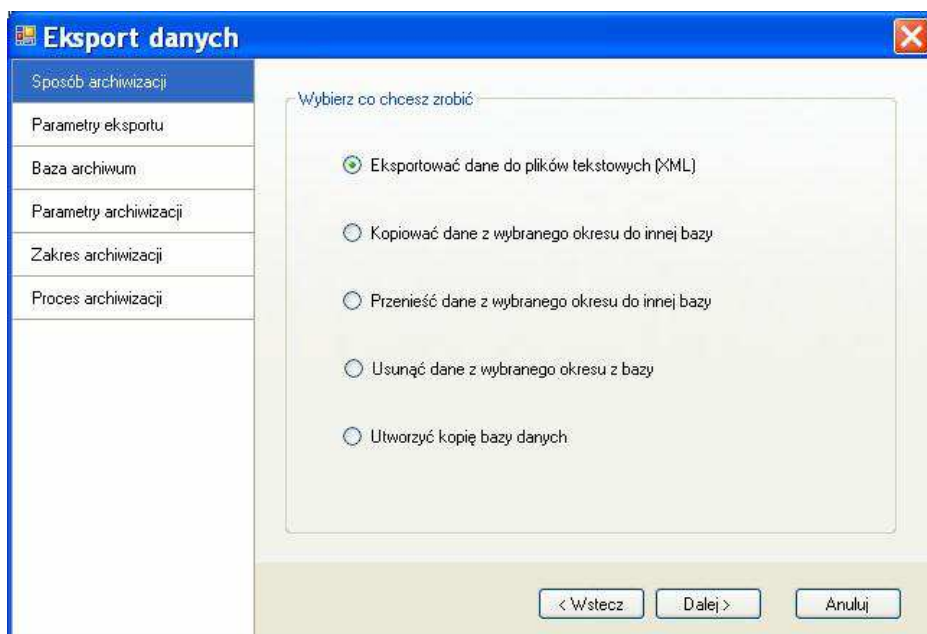 Eksport danych
Sposób archiwizacji
Parametry eksportu
Baza archiwum
Parametry archiwizacji
Zakres archiwizacji
Proces archiwizacji
Wybierz co chcesz zrobić
Eksportować dane do plików tekstowych (XML)
Kopiować dane z wybranego okresu do innej bazy
Przenieść dane z wybranego okresu do innej bazy
Usunąć dane z wybranego okresu z bazy
Utworzyć kopię bazy danych
< Wstecz Dalej > Anuluj